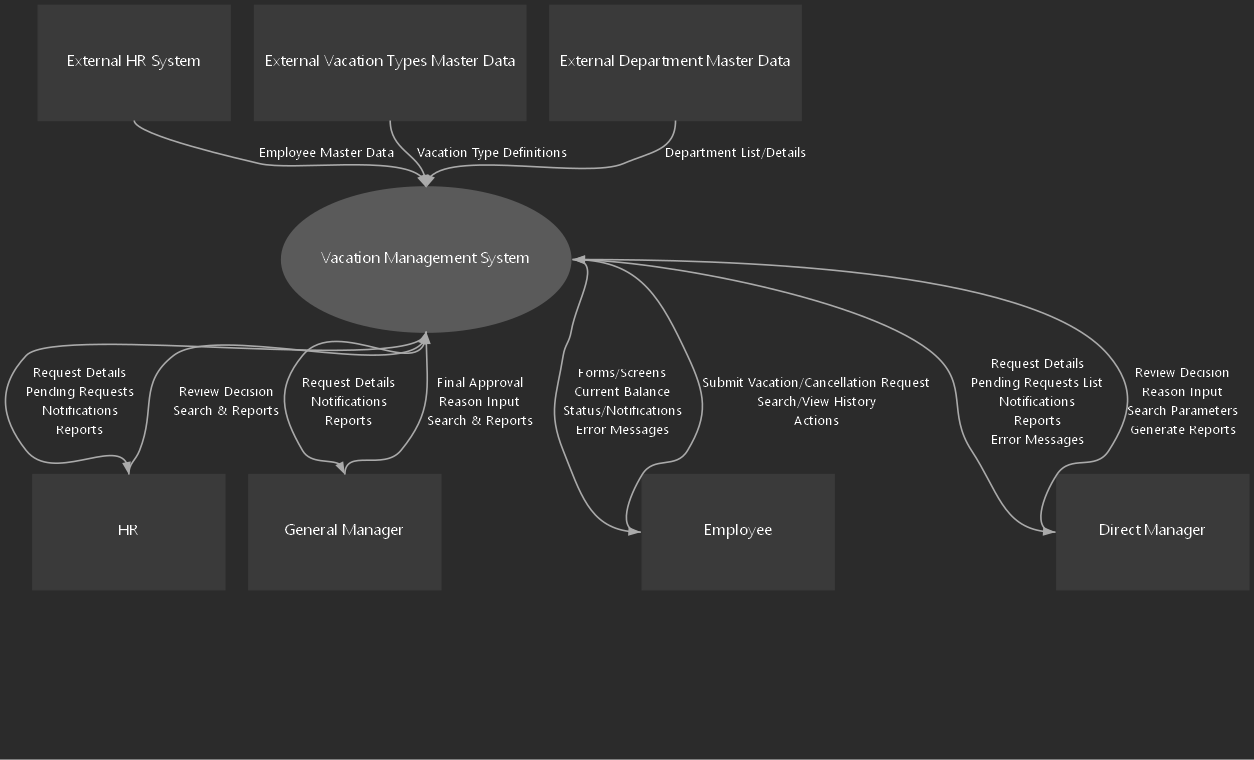 External HR System
External Vacation Types Master Data
External Department Master Data
Employee Master Data
Vacation Type Definitions
Department List/Details
Vacation Management System
Request Details
Pending Requests
Notifications
Reports
Review Decision
Search & Reports
Request Details
Notifications
Reports
Final Approval
Reason Input
Search & Reports
Forms/Screens
Current Balance
Status/Notifications
Error Messages
Submit Vacation/Cancellation Request
Search/View History
Actions
Request Details
Pending Requests List
Notifications
Reports
Error Messages
Review Decision
Reason Input
Search Parameters
Generate Reports
HR
General Manager
Employee
Direct Manager